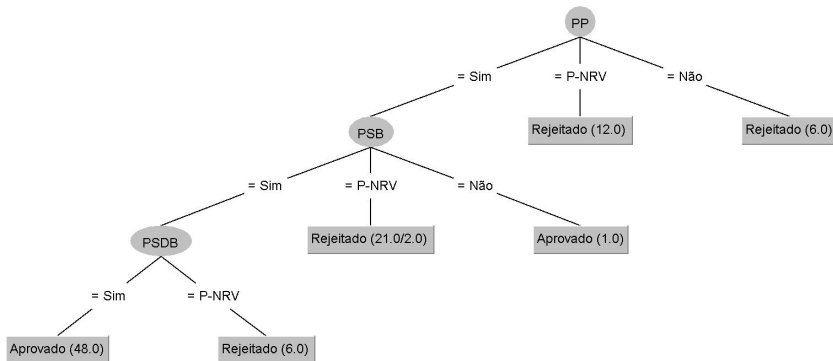 PP
= Sim
= P-NRV
= Não
PSB
Rejeitado (12.0)
Rejeitado (6.0)
= Sim
= P-NRV
= Não
PSDB
Rejeitado (21.0/2.0)
Aprovado (1.0)
= Sim
= P-NRV
Aprovado (48.0)
Rejeitado (6.0)